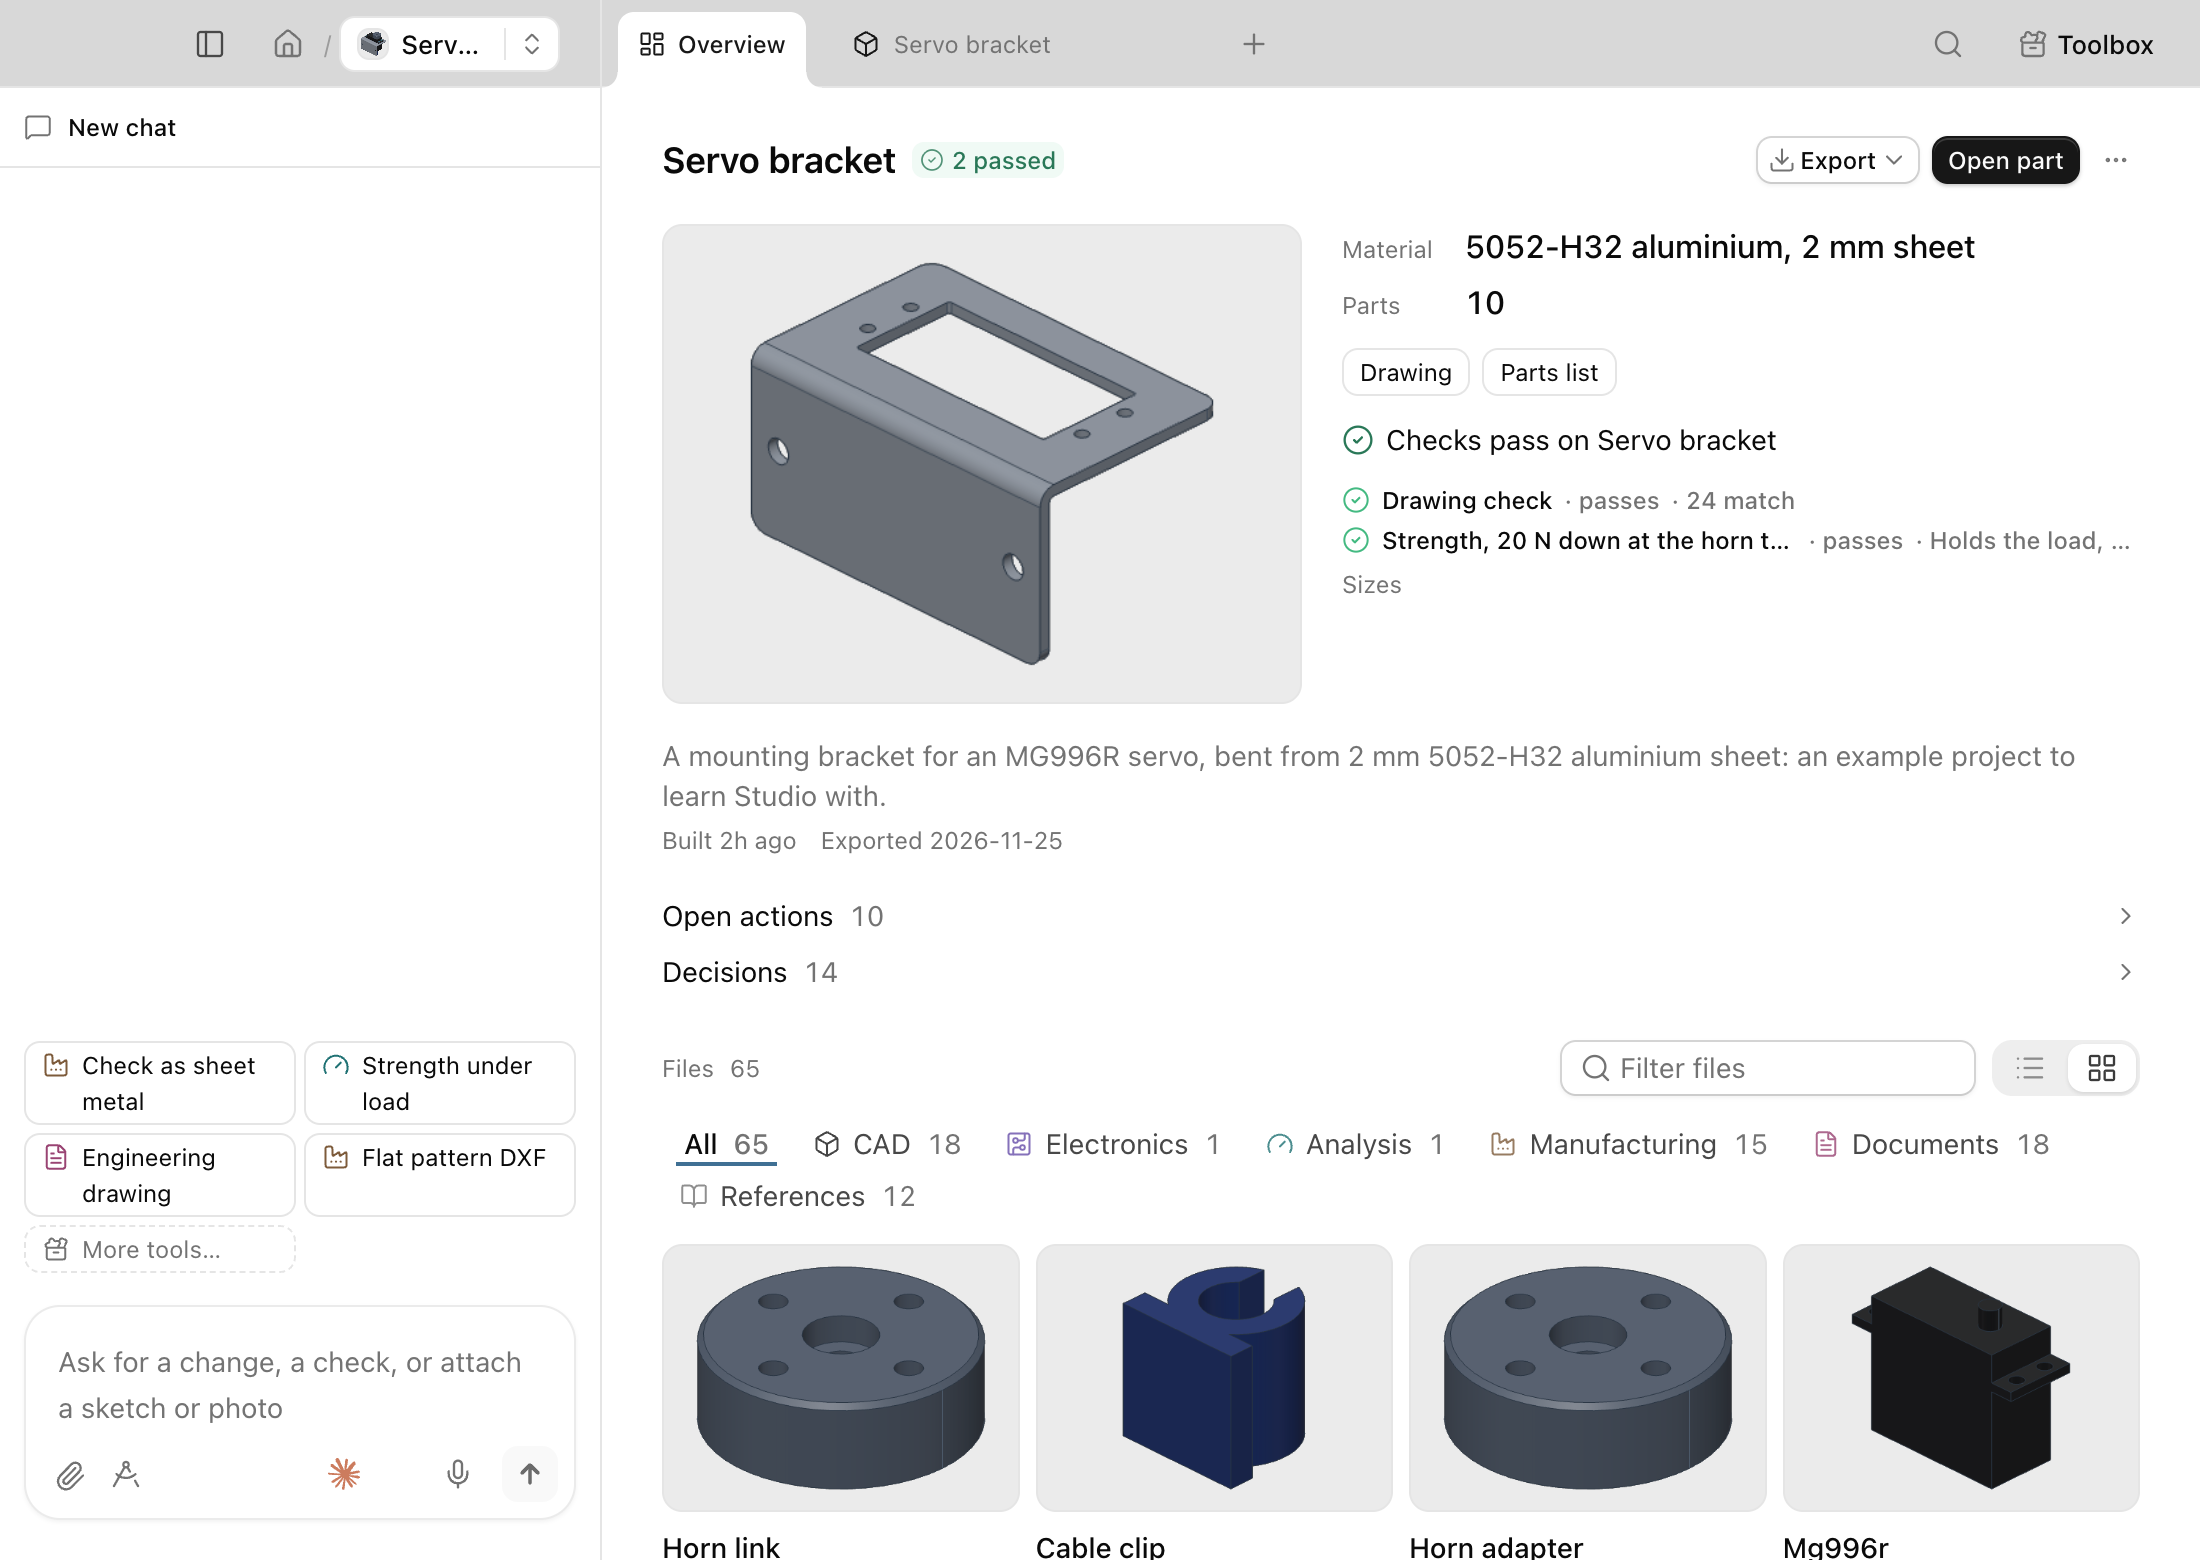 Serv...
Overview
Servo bracket
Toolbox
New chat
Servo bracket
2 passed
Export
Open part
Material 5052-H32 aluminium, 2 mm sheet
Parts 10
Drawing
Parts list
Checks pass on Servo bracket
Drawing check · passes · 24 match
Strength, 20 N down at the horn t... · passes · Holds the load, ...
Sizes
A mounting bracket for an MG996R servo, bent from 2 mm 5052-H32 aluminium sheet: an example project to
learn Studio with.
Built 2h ago Exported 2026-11-25
Open actions 10
Decisions 14
Files 65
Filter files
All 65 CAD 18 Electronics 1 Analysis 1 Manufacturing 15 Documents 18
References 12
Horn link
Cable clip
Horn adapter
Mg996r
Check as sheet
metal
Strength under
load
Engineering
drawing
Flat pattern DXF
More tools...
Ask for a change, a check, or attach
a sketch or photo